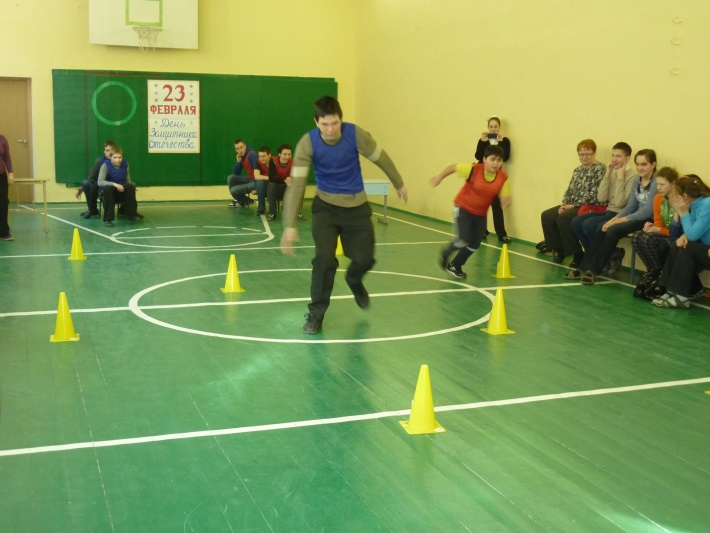 23
ФЕВРАЛЯ
День
Защитника
Отечества